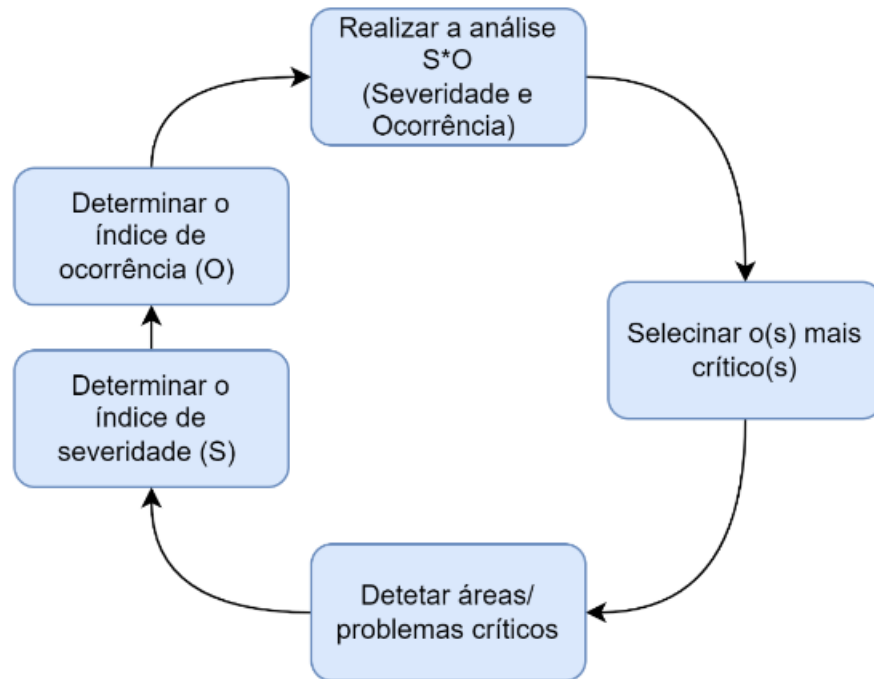 Realizar a análise
S*O
(Severidade e
Ocorrência)
Determinar o
índice de
ocorrência (O)
Selecinar o(s) mais
crítico(s)
Determinar o
índice de
severidade (S)
Detetar áreas/
problemas críticos